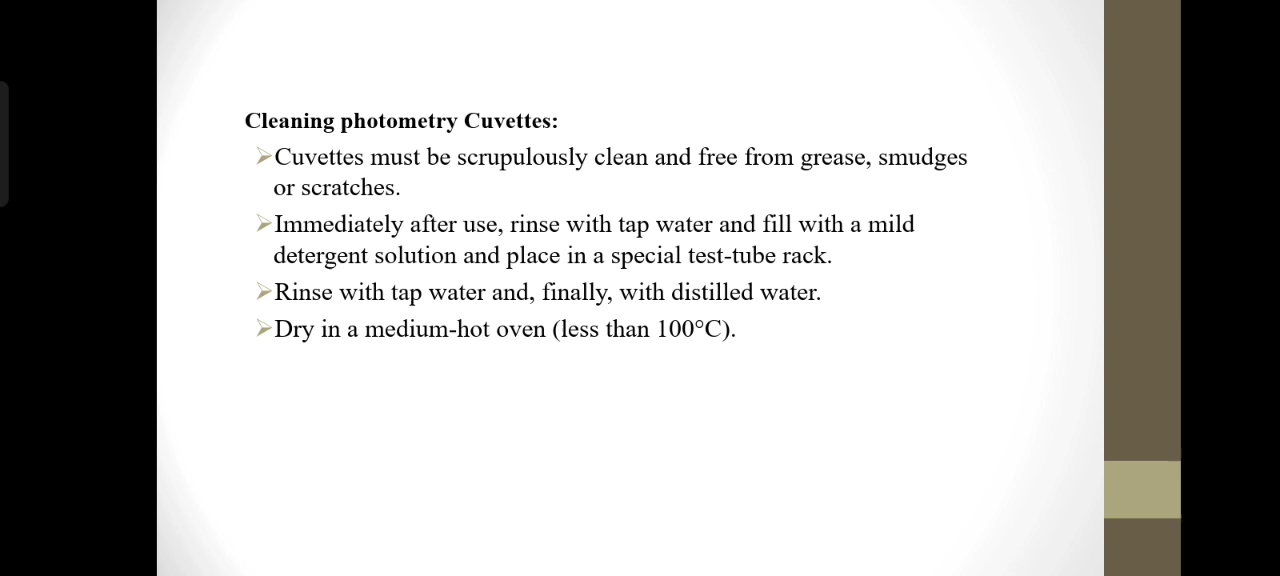 Cleaning photometry Cuvettes:
➢Cuvettes must be scrupulously clean and free from grease, smudges
or scratches.
➢Immediately after use, rinse with tap water and fill with a mild
detergent solution and place in a special test-tube rack.
➢Rinse with tap water and, finally, with distilled water.
➢Dry in a medium-hot oven (less than 100°C).